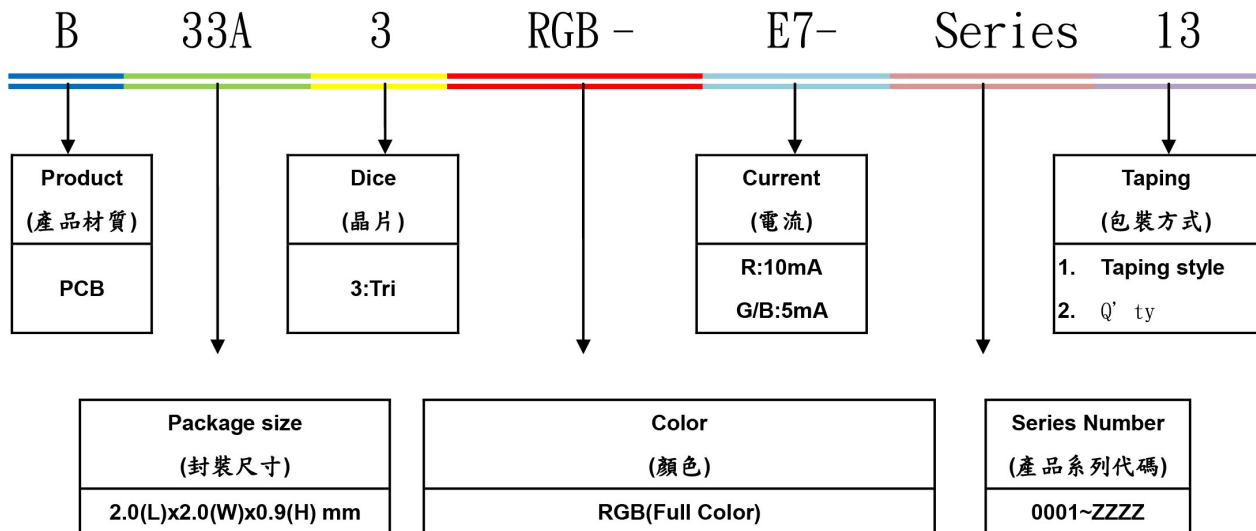 B 33A 3 RGB - E7- Series 13
Product
(產品材質)
PCB
Dice
(晶片)
3:Tri
Current
(電流)
R:10mA
G/B:5mA
Taping
(包裝方式)
1. Taping style
2. Q' ty
Package size
(封裝尺寸)
2.0(L)x2.0(W)x0.9(H) mm
Color
(顏色)
RGB(Full Color)
Series Number
(產品系列代碼)
0001~ZZZZ